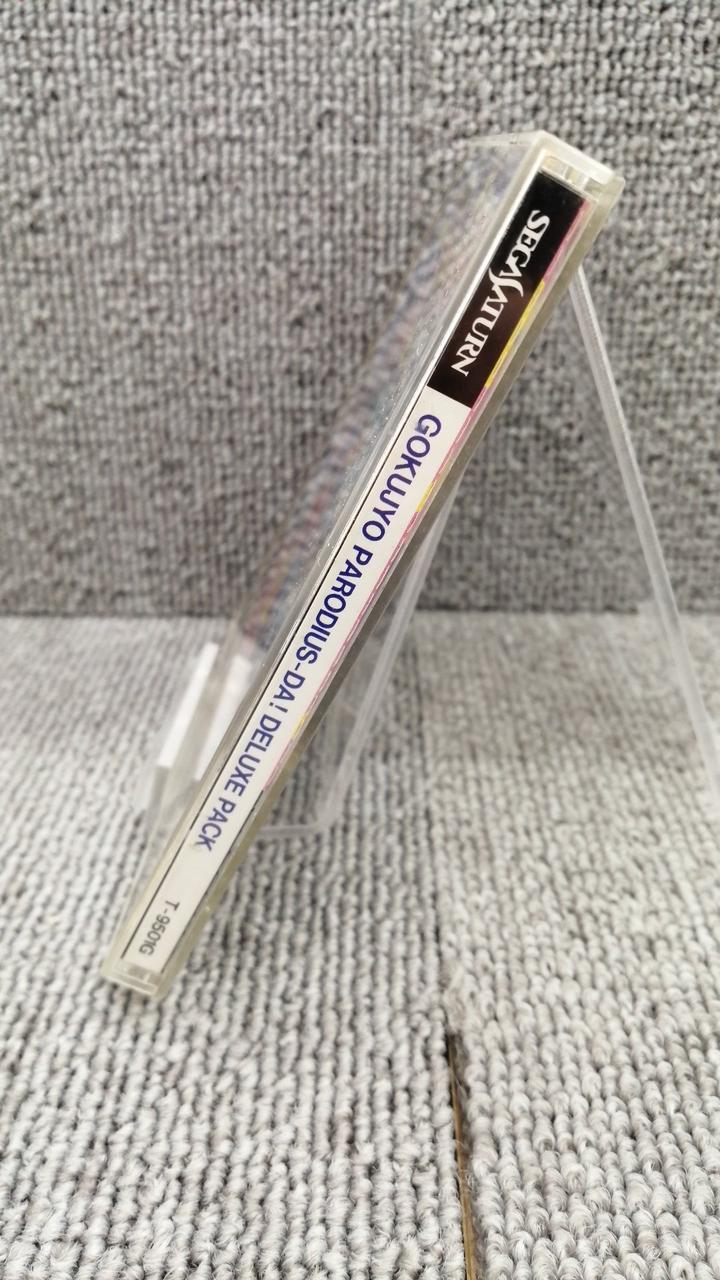 SEGA SATURN
GOKUJYO PARODIUS-DA! DELUXE PACK
T-9501G